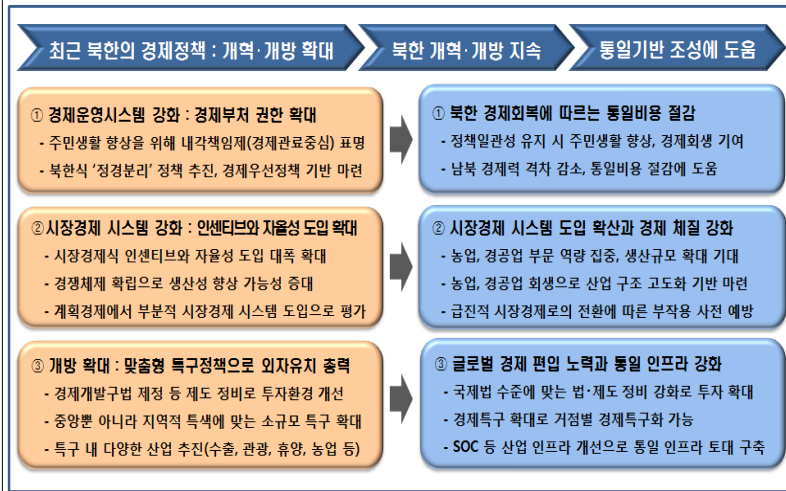 최근 북한의 경제정책 : 개혁·개방 확대
북한 개혁·개방 지속
통일기반 조성에 도움
① 경제운영시스템 강화 : 경제부처 권한 확대
- 주민생활 향상을 위해 내각책임제(경제관료중심) 표명
- 북한식 ‘정경분리’ 정책 추진, 경제우선정책 기반 마련
① 북한 경제회복에 따르는 통일비용 절감
- 정책일관성 유지 시 주민생활 향상, 경제회생 기여
- 남북 경제력 격차 감소, 통일비용 절감에 도움
②시장경제 시스템 강화 : 인센티브와 자율성 도입 확대
- 시장경제식 인센티브와 자율성 도입 대폭 확대
- 경쟁체제 확립으로 생산성 향상 가능성 증대
- 계획경제에서 부분적 시장경제 시스템 도입으로 평가
② 시장경제 시스템 도입 확산과 경제 체질 강화
- 농업, 경공업 부문 역량 집중, 생산규모 확대 기대
- 농업, 경공업 회생으로 산업 구조 고도화 기반 마련
- 급진적 시장경제로의 전환에 따른 부작용 사전 예방
③ 개방 확대 : 맞춤형 특구정책으로 외자유치 총력
- 경제개발구법 제정 등 제도 정비로 투자환경 개선
- 중앙뿐 아니라 지역적 특색에 맞는 소규모 특구 확대
- 특구 내 다양한 산업 추진(수출, 관광, 휴양, 농업 등)
③ 글로벌 경제 편입 노력과 통일 인프라 강화
- 국제법 수준에 맞는 법·제도 정비 강화로 투자 확대
- 경제특구 확대로 거점별 경제특구화 가능
- SOC 등 산업 인프라 개선으로 통일 인프라 토대 구축